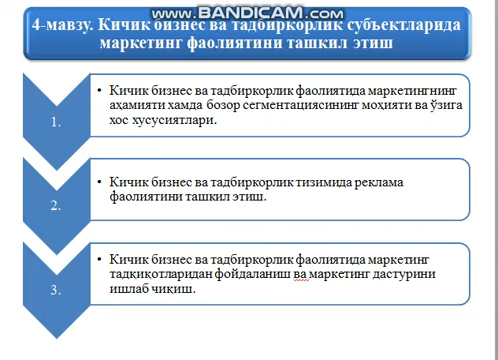 www.BANDICAM.com
4-мавзу. Кичик бизнес ва тадбиркорлик субъектларида
маркетинг фаолиятини ташкил этиш
1.
• Кичик бизнес ва тадбиркорлик фаолиятида маркетингнинг
аҳамияти хамда бозор сегментациясининг моҳияти ва ўзига
хос хусусиятлари.
2.
• Кичик бизнес ва тадбиркорлик тизимида реклама
фаолиятини ташкил этиш.
3.
• Кичик бизнес ва тадбиркорлик фаолиятида маркетинг
тадқиқотларидан фойдаланиш ва маркетинг дастурини
ишлаб чиқиш.